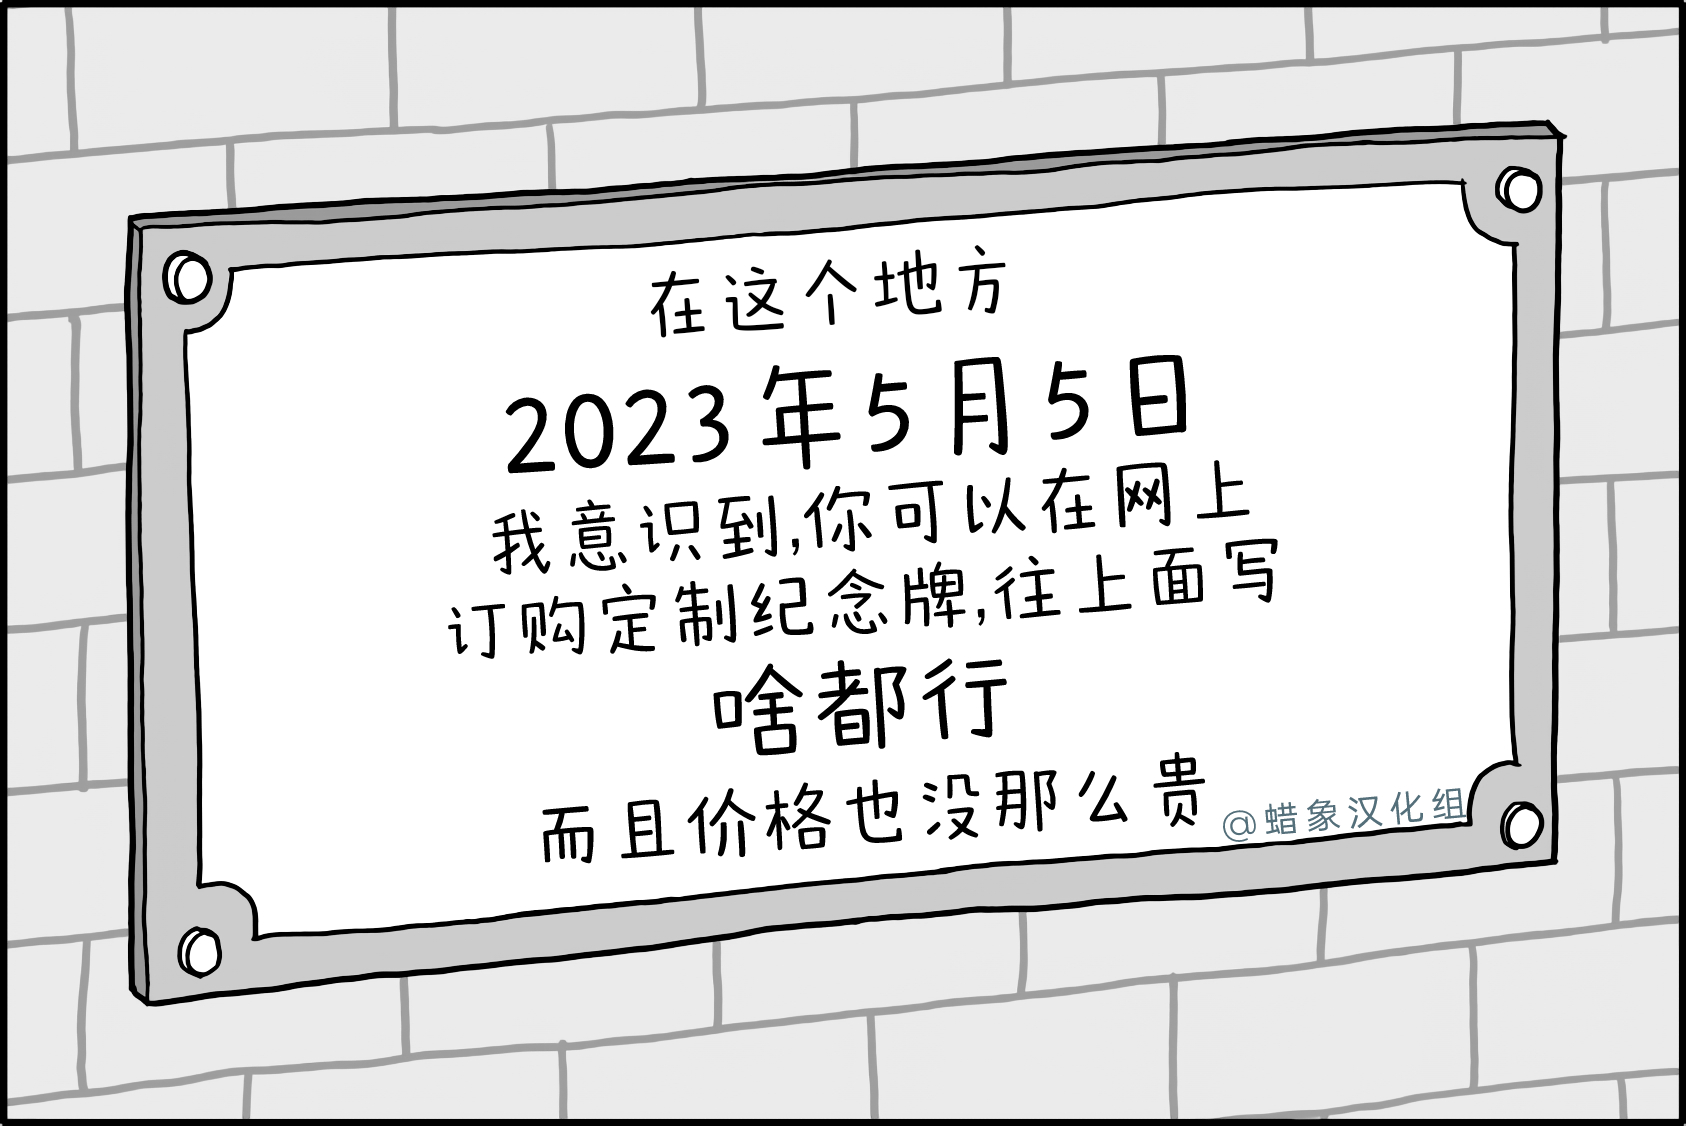 在这个地方
2023年5月5日
我意识到,你可以在网上
订购定制纪念牌,往上面写
啥都行
而且价格也没那么贵
@蜡象汉化组